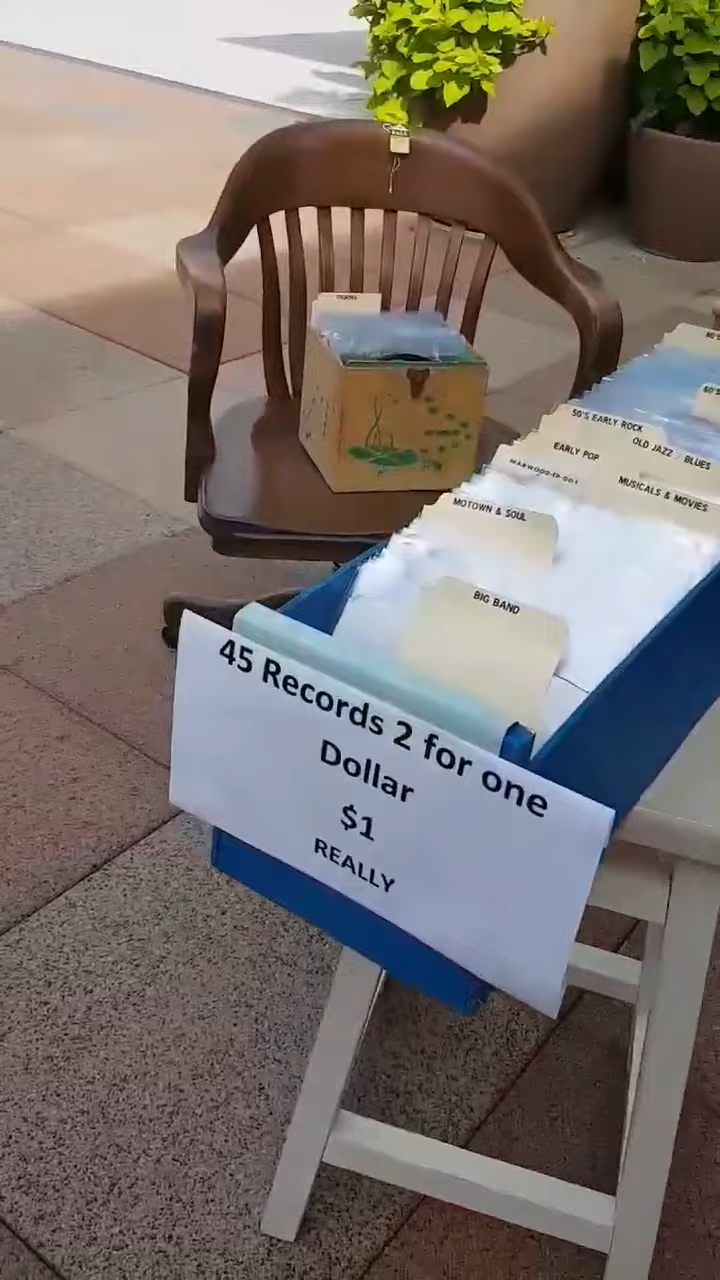 50'S EARLY ROCK
OLD JAZZ / BLUES
EARLY POP
MUSICALS & MOVIES
MOTOWN & SOUL
BIG BAND
45 Records 2 for one
Dollar
$1
REALLY